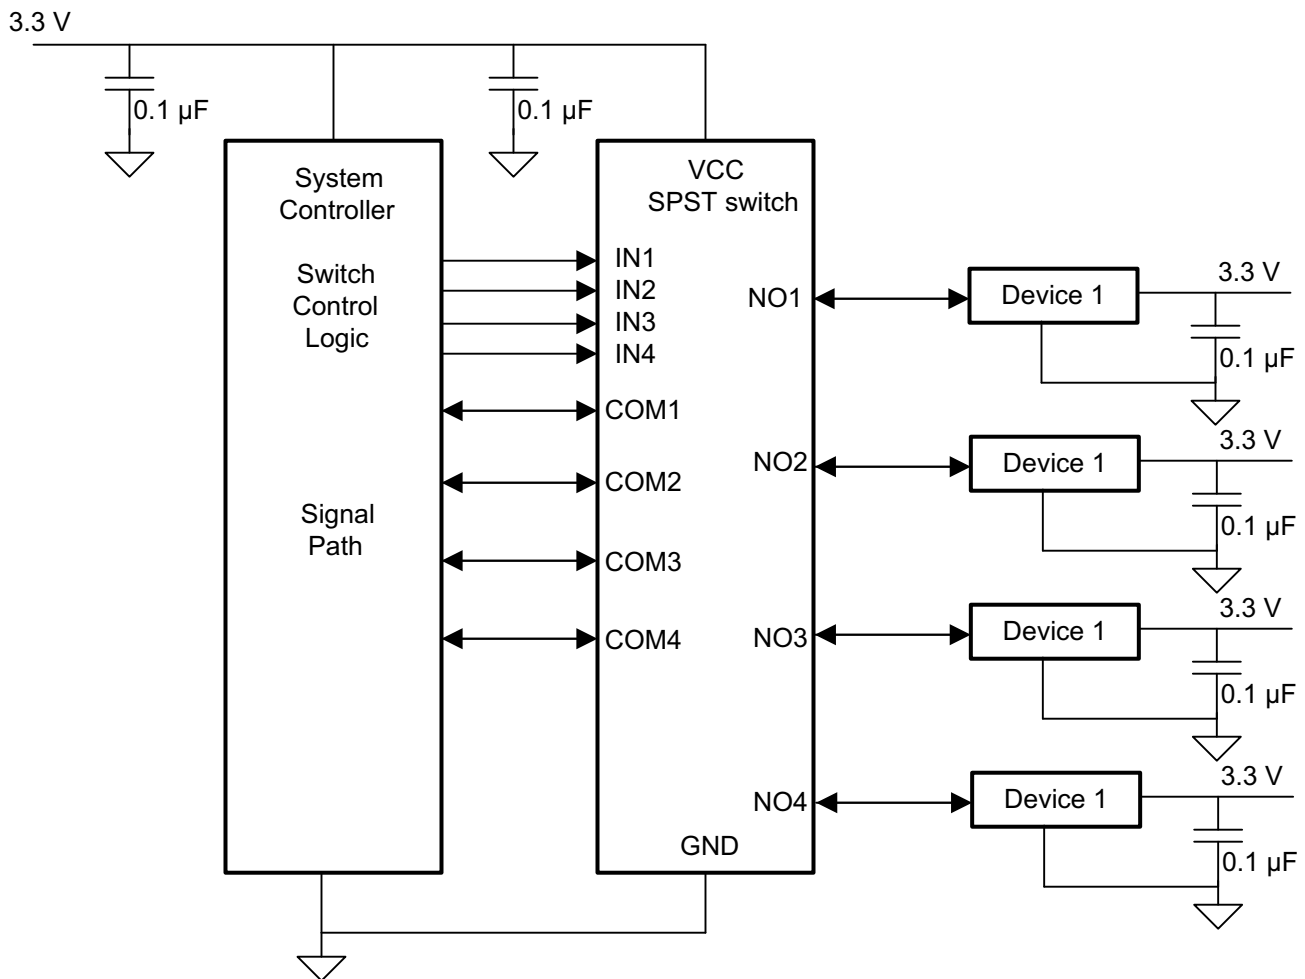 3.3 V
0.1 µF
0.1 µF
System
Controller
Switch
Control
Logic
Signal
Path
VCC
SPST switch
IN1
IN2
IN3
IN4
COM1
COM2
COM3
COM4
NO1
NO2
NO3
NO4
GND
Device 1
3.3 V
0.1 µF
Device 1
3.3 V
0.1 µF
Device 1
3.3 V
0.1 µF
Device 1
3.3 V
0.1 µF